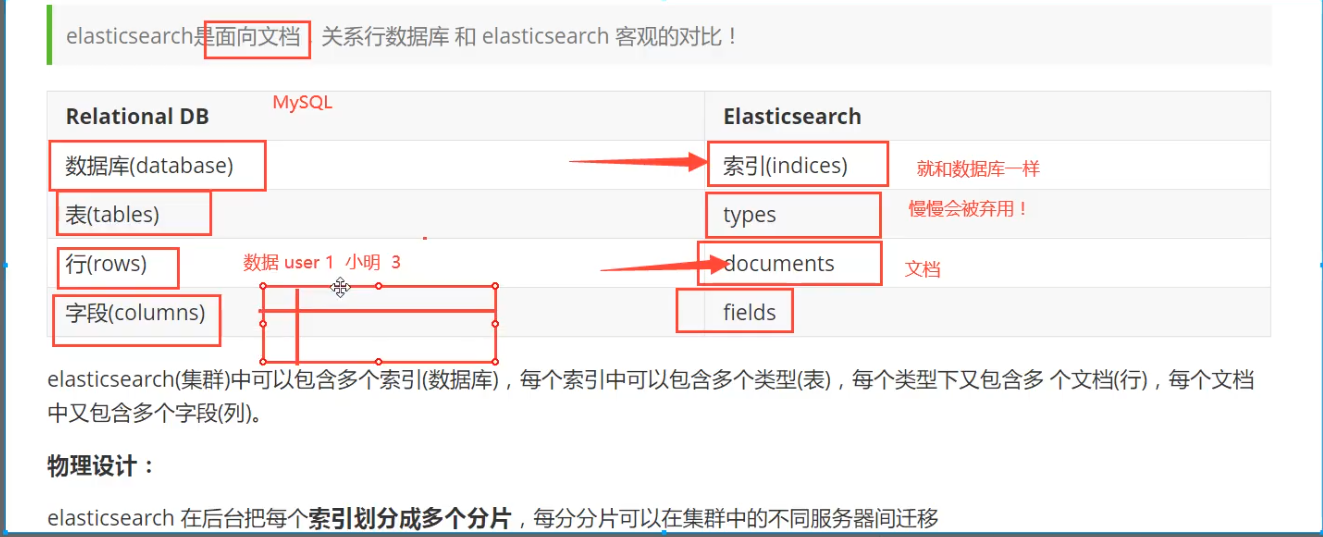 elasticsearch是面向文档，关系行数据库 和 elasticsearch 客观的对比！
MySQL
Relational DB Elasticsearch
数据库(database) 索引(indices) 就和数据库一样
表(tables) types 慢慢会被弃用！
行(rows) 数据 user 1 小明 3 documents 文档
字段(columns) fields
elasticsearch(集群)中可以包含多个索引(数据库)，每个索引中可以包含多个类型(表)，每个类型下又包含多 个文档(行)，每个文档
中又包含多个字段(列)。
物理设计：
elasticsearch 在后台把每个索引划分成多个分片，每分分片可以在集群中的不同服务器间迁移